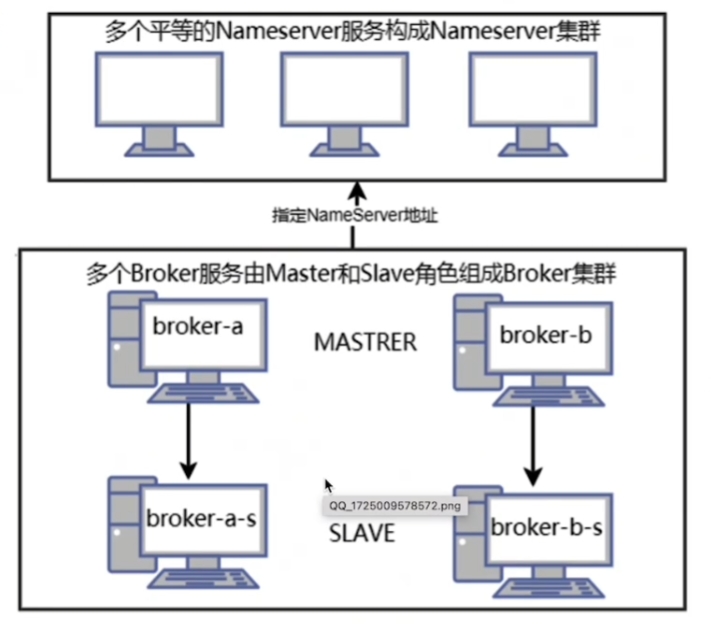 多个平等的Nameserver服务构成Nameserver集群
指定NameServer地址
多个Broker服务由Master和Slave角色组成Broker集群
broker-a
MASTRER
broker-b
broker-a-s
QQ_1725009578572.png
SLAVE
broker-b-s